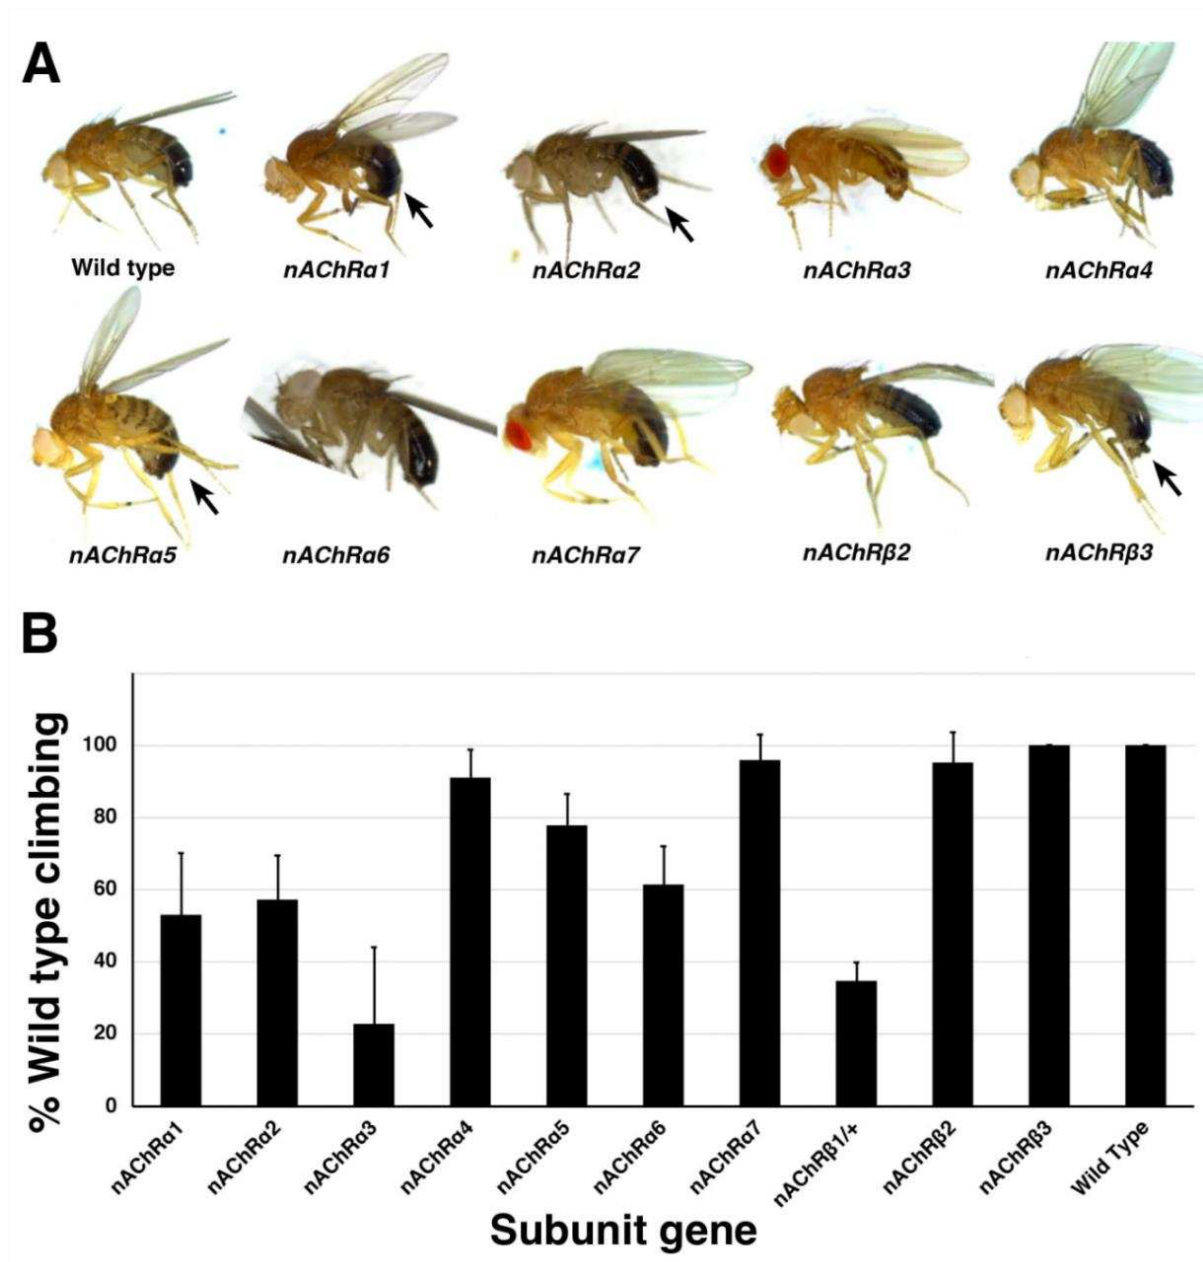 A
Wild type
nAChRα1
nAChRα2
nAChRα3
nAChRα4
nAChRα5
nAChRα6
nAChRα7
nAChRβ2
nAChRβ3
B
% Wild type climbing
100
80
60
40
20
0
nAChRα1
nAChRα2
nAChRα3
nAChRα4
nAChRα5
nAChRα6
nAChRα7
nAChRβ1/+
nAChRβ2
nAChRβ3
Wild Type
Subunit gene